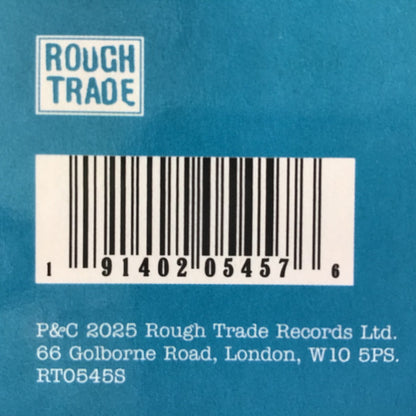 ROUGH
TRADE
1 91402 05457 6
P&C 2025 Rough Trade Records Ltd.
66 Golborne Road, London, W10 5PS.
RT0545S